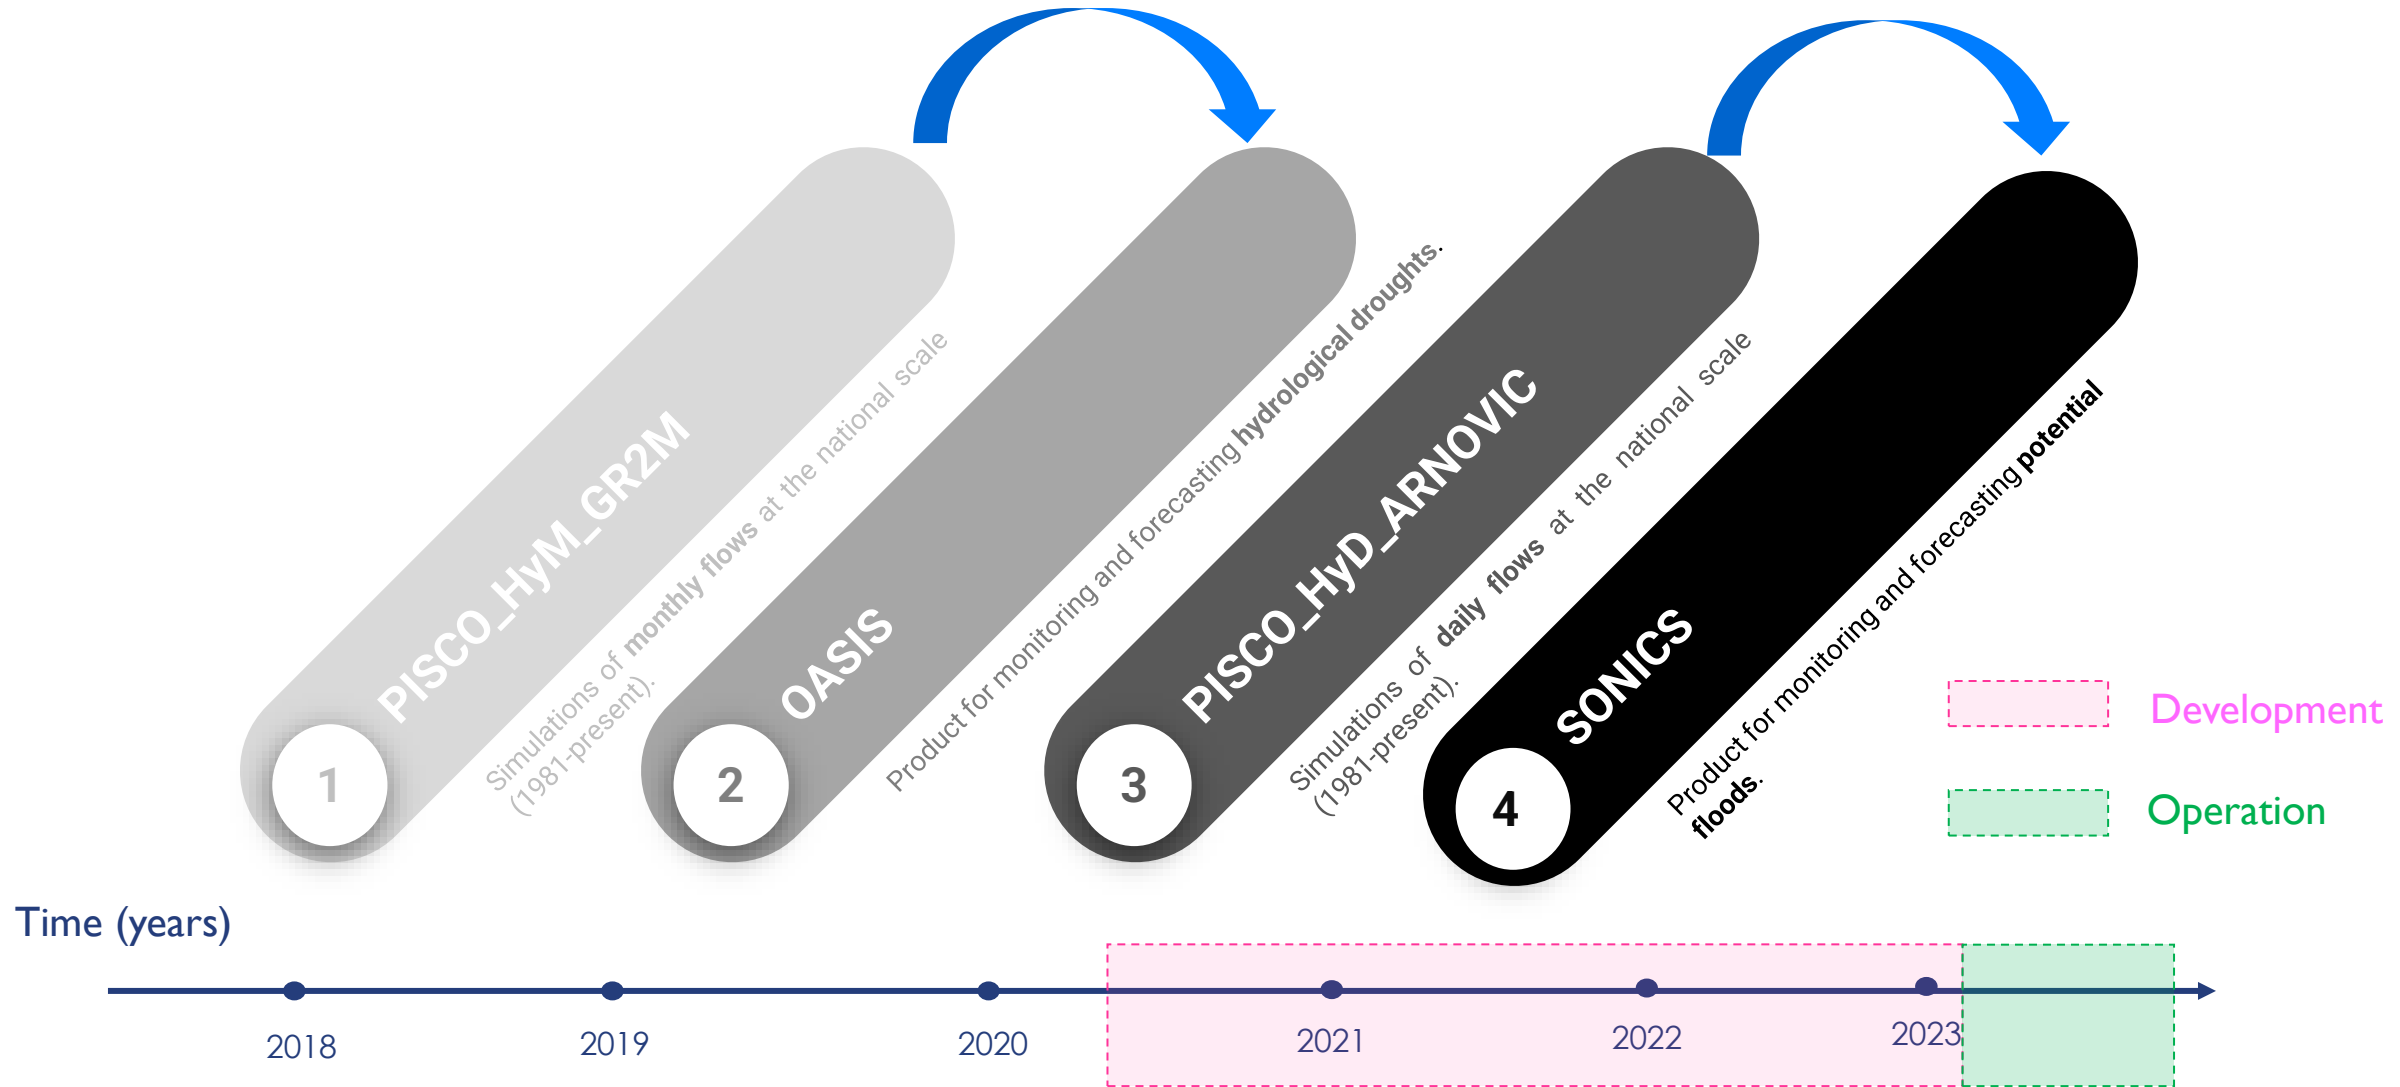 1
PISCO_HyM_GR2M
Simulations of monthly flows at the national scale
(1981-present).
2
OASIS
Product for monitoring and forecasting hydrological droughts.
3
PISCO_HyD_ARNOVIC
Simulations of daily flows at the national scale
(1981-present).
4
SONICS
Product for monitoring and forecasting potential
floods.
Development
Operation
Time (years)
2018
2019
2020
2021
2022
2023